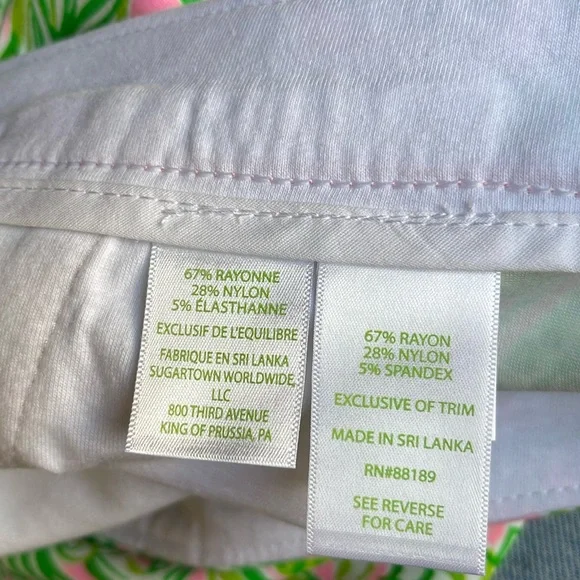 67% RAYONNE
28% NYLON
5% ÉLASTHANNE
EXCLUSIF DE L'EQUILIBRE
FABRIQUE EN SRI LANKA
SUGARTOWN WORLDWIDE,
LLC
800 THIRD AVENUE
KING OF PRUSSIA, PA
67% RAYON
28% NYLON
5% SPANDEX
EXCLUSIVE OF TRIM
MADE IN SRI LANKA
RN#88189
SEE REVERSE
FOR CARE